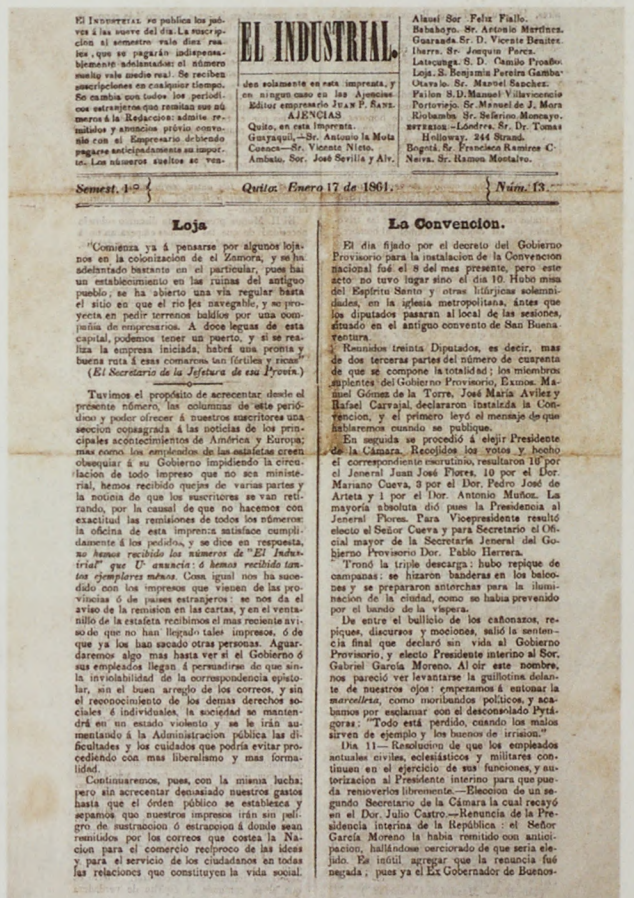 El Industrial se publica los jué-
ves á las nueve del dia. La suscrip-
cion al semestre vale diez rea-
les, que se pagarán indispensa-
blemente adelantados: el número
suelto vale medio real. Se reciben
suscripciones en cualquier tiempo.
Se cambia con todos los periódi-
cos estranjeros que remitan sus nú
meros á la Redaccion: admite re-
mitidos y anuncios prévio conve-
nio con el Empresario debiendo
pagarse anticipadamente su impor-
te. Los números sueltos se ven-
EL INDUSTRIAL.
den solamente en esta imprenta, y
en ningun caso en las Ajencias
Editor empresario Juan P. Sanz.
AJENCIAS
Quito, en esta Imprenta.
Guayaquil,—Sr. Antonio la Mota
Cuenca—Sr. Vicente Nieto.
Ambato. Sor. José Sevilla y Alv.
Alausí Sor Feliz Fiallo.
Babahoyo. Sr. Antonio Martínez.
Guaranda. Sr. D. Vicente Benites.
Ibarra. Sr. Joaquin Perez.
Latacunga. S. D. Camilo Proaño.
Loja. S. Benjamin Pereira Gamba
Otavalo. Sr. Manuel Sanchez.
Pailon S. D. Manuel Villavicencio
Portoviejo. Sr. Manuel de J. Mora
Riobamba Sr. Seferino Moncayo.
Esterior—Lóndres. Sr. Dr. Tomas
Holloway. 244 Strand.
Bogotá. Sr. Francisco Ramires C
Neiva. Sr. Ramon Montalvo.
Semest. 1º
Quito: Enero 17 de 1861.
Núm. 13.
Loja
"Comienza ya á pensarse por algunos loja-
nos en la colonizacion de el Zamora, y se ha
adelantado bastante en el particular, pues hai
un establecimiento en las ruinas del antiguo
pueblo; se ha abierto una via regular hasta
el sitio en que el rio es navegable, y se pro-
yecta en pedir terrenos baldios por una com-
pañia de empresarios. A doce leguas de esta
capital, podemos tener un puerto, y si se rea-
liza la empresa iniciada, habrá una pronta y
buena ruta á esas comarcas tan fértiles y ricas"
(El Secretario de la Jefetura de esa Provin.)
Tuvimos el propósito de acrecentar desde el
presente número, las columnas de este perió-
dico y poder ofrecer á nuestros suscritores una
seccion consagrada á las noticias de los prin-
cipales acontecimientos de América y Europa;
mas como los empleados de las estafetas creen
obsequiar á su Gobierno impidiendo la circu-
lacion de todo impreso que no sea ministe-
rial, hemos recibido quejas de varias partes y
la noticia de que los suscritores se van reti-
rando, por la causal de que no hacemos con
exactitud las remisiones de todos los números:
la oficina de esta imprenta satisface cumpli-
damente á los pedidos, y se dice en respuesta,
no hemos recibido los números de "El Indus-
trial" que U. anuncia: ó hemos recibido tan-
tos ejemplares ménos. Cosa igual nos ha suce-
dido con los impresos que vienen de las pro-
vincias ó de paises estranjeros: se nos da el
aviso de la remision en las cartas, y en el venta-
nillo de la estafeta recibimos el mas reciente avi-
so de que no han llegado tales impresos, ó de
que ya los han sacado otras personas. Aguar-
daremos algo mas hasta ver si el Gobierno ó
sus empleados llegan á persuadirse de que sin
la inviolabilidad de la correspondencia episto-
lar, sin el buen arreglo de los correos, y sin
el reconocimiento de los demas derechos so-
ciales é individuales, la sociedad se manten-
drá en un estado violento y se le irán au-
mentando á la Administracion pública las di-
ficultades y los cuidados que podria evitar pro-
cediendo con mas liberalismo y mas forma-
lidad.
Continuaremos, pues, con la misma lucha;
pero sin acrecentar demasiado nuestros gastos
hasta que el órden público se establezca y
sepamos que nuestros impresos irán sin peli-
gro de sustraccion ó estraccion á donde sean
remitidos por los correos que costea la Na-
cion para el comercio recíproco de las ideas
y para el servicio de los ciudadanos en todas
las relaciones que constituyen la vida social.
La Convencion.
El dia fijado por el decreto del Gobierno
Provisorio para la instalacion de la Convencion
nacional fué el 8 del mes presente, pero este
acto no tuvo lugar sino el dia 10. Hubo misa
del Espíritu Santo y otras litúrjicas solemni-
dades, en la iglesia metropolitana, ántes que
los diputados pasaran al local de las sesiones,
situado en el antiguo convento de San Buena-
ventura.
Reunidos treinta Diputados, es decir, mas
de dos terceras partes del número de cuarenta
de que se compone la totalidad; los miembros
suplentes del Gobierno Provisorio, Exmos. Ma-
nuel Gómez de la Torre, José María Avilez y
Rafael Carvajal, declararon instalada la Con-
vencion, y el primero leyó el mensaje de que
hablaremos cuando se publique.
En seguida se procedió á elejir Presidente
de la Cámara. Recojidos los votos y hecho
el correspondiente escrutinio, resultaron 16 por
el Jeneral Juan José Flores, 10 por el Dor.
Mariano Cueva, 3 por el Dor. Pedro José de
Arteta y 1 por el Dor. Antonio Muñoz. La
mayoría absoluta dió pues la Presidencia al
Jeneral Flores. Para Vicepresidente resultó
electo el Señor Cueva y para Secretario el Ofi-
cial mayor de la Secretaria Jeneral del Go-
bierno Provisorio Dor. Pablo Herrera.
Tronó la triple descarga: hubo repique de
campanas: se hizaron banderas en los balco-
nes y se prepararon antorchas para la ilumi-
nacion de la ciudad, como se habia prevenido
por el bando de la víspera.
De entre el bullicio de los cañonazos, re-
piques, discursos y mociones, salió la senten-
cia final que declaró sin vida al Gobierno
Provisorio, y electo Presidente interino al Sor.
Gabriel García Moreno. Al oir este nombre,
nos pareció ver levantarse la guillotina delan-
te de nuestros ojos: empezamos á entonar la
marcellesa, como moribundos políticos, y aca-
bamos por esclamar con el desconsolado Pytá-
goras: "Todo está perdido, cuando los malos
sirven de ejemplo y los buenos de irrision."
Dia 11— Resolucion de que los empleados
actuales civiles, eclesiásticos y militares con-
tinuen en el ejercicio de sus funciones, y au-
torizacion al Presidente interino para que pue-
da removerlos libremente.—Eleccion de un se-
gundo Secretario de la Cámara la cual recayó
en el Dor. Julio Castro.—Renuncia de la Pre-
sidencia interina de la República: el Señor
García Moreno la habia remitido con antici-
pacion, hallándose cerciorado de que seria ele-
jido. Es inútil agregar que la renuncia fué
negada; pues ya el Ex Gobernador de Buenos-